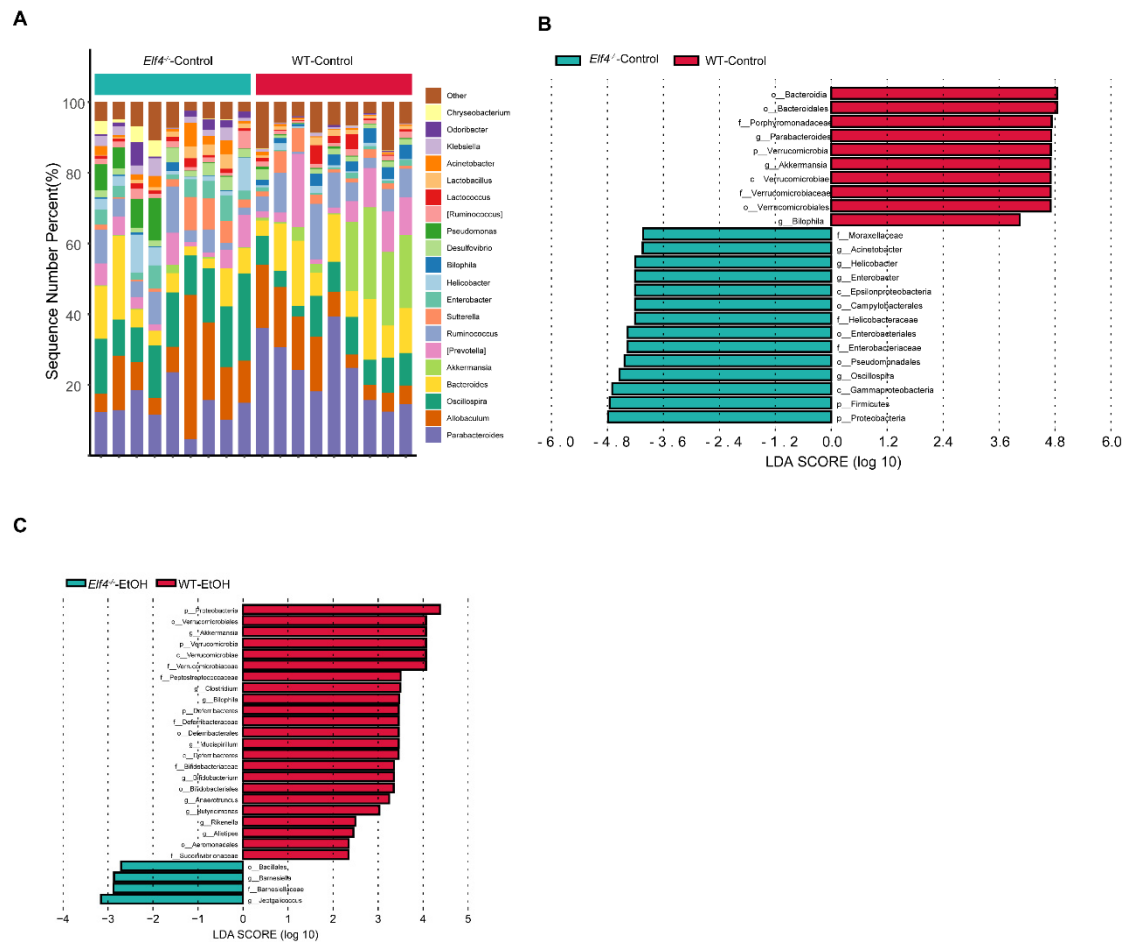 A
Elf4-/--Control WT-Control
Sequence Number Percent(%)
100
80
60
40
20
Other
Chryseobacterium
Odoribacter
Klebsiella
Acinetobacter
Lactobacillus
Lactococcus
[Ruminococcus]
Pseudomonas
Desulfovibrio
Bilophila
Helicobacter
Enterobacter
Sutterella
Ruminococcus
[Prevotella]
Akkermansia
Bacteroides
Oscillospira
Allobaculum
Parabacteroides
B
Elf4-/--Control WT-Control
o__Bacteroidia
o__Bacteroidales
f__Porphyromonadaceae
g__Parabacteroides
p__Verrucomicrobia
g__Akkermansia
c__Verrucomicrobiae
f__Verrucomicrobiaceae
o__Verrucomicrobiales
g__Bilophila
f__Moraxellaceae
g__Acinetobacter
g__Helicobacter
g__Enterobacter
c__Epsilonproteobacteria
o__Campylobacterales
f__Helicobacteraceae
o__Enterobacteriales
f__Enterobacteriaceae
o__Pseudomonadales
g__Oscillospira
c__Gammaproteobacteria
p__Firmicutes
p__Proteobacteria
-6.0 -4.8 -3.6 -2.4 -1.2 0.0 1.2 2.4 3.6 4.8 6.0
LDA SCORE (log 10)
C
Elf4-/--EtOH WT-EtOH
p__Proteobacteria
o__Verrucomicrobiales
g__Akkermansia
p__Verrucomicrobia
c__Verrucomicrobiae
f__Verrucomicrobiaceae
f__Peptostreptococcaceae
g__Clostridium
g__Bilophila
p__Deferribacteres
f__Deferribacteraceae
o__Deferribacterales
g__Mucispirillum
c__Deferribacteres
f__Bifidobacteriaceae
g__Bifidobacterium
o__Bifidobacteriales
g__Anaerotruncus
g__Butyricimonas
g__Rikenella
g__Alistipes
o__Aeromonadales
f__Succinivibrionaceae
o__Bacillales
g__Barnesiella
f__Barnesiellaceae
g__Jeotgalicoccus
−4 −3 −2 −1 0 1 2 3 4 5
LDA SCORE (log 10)